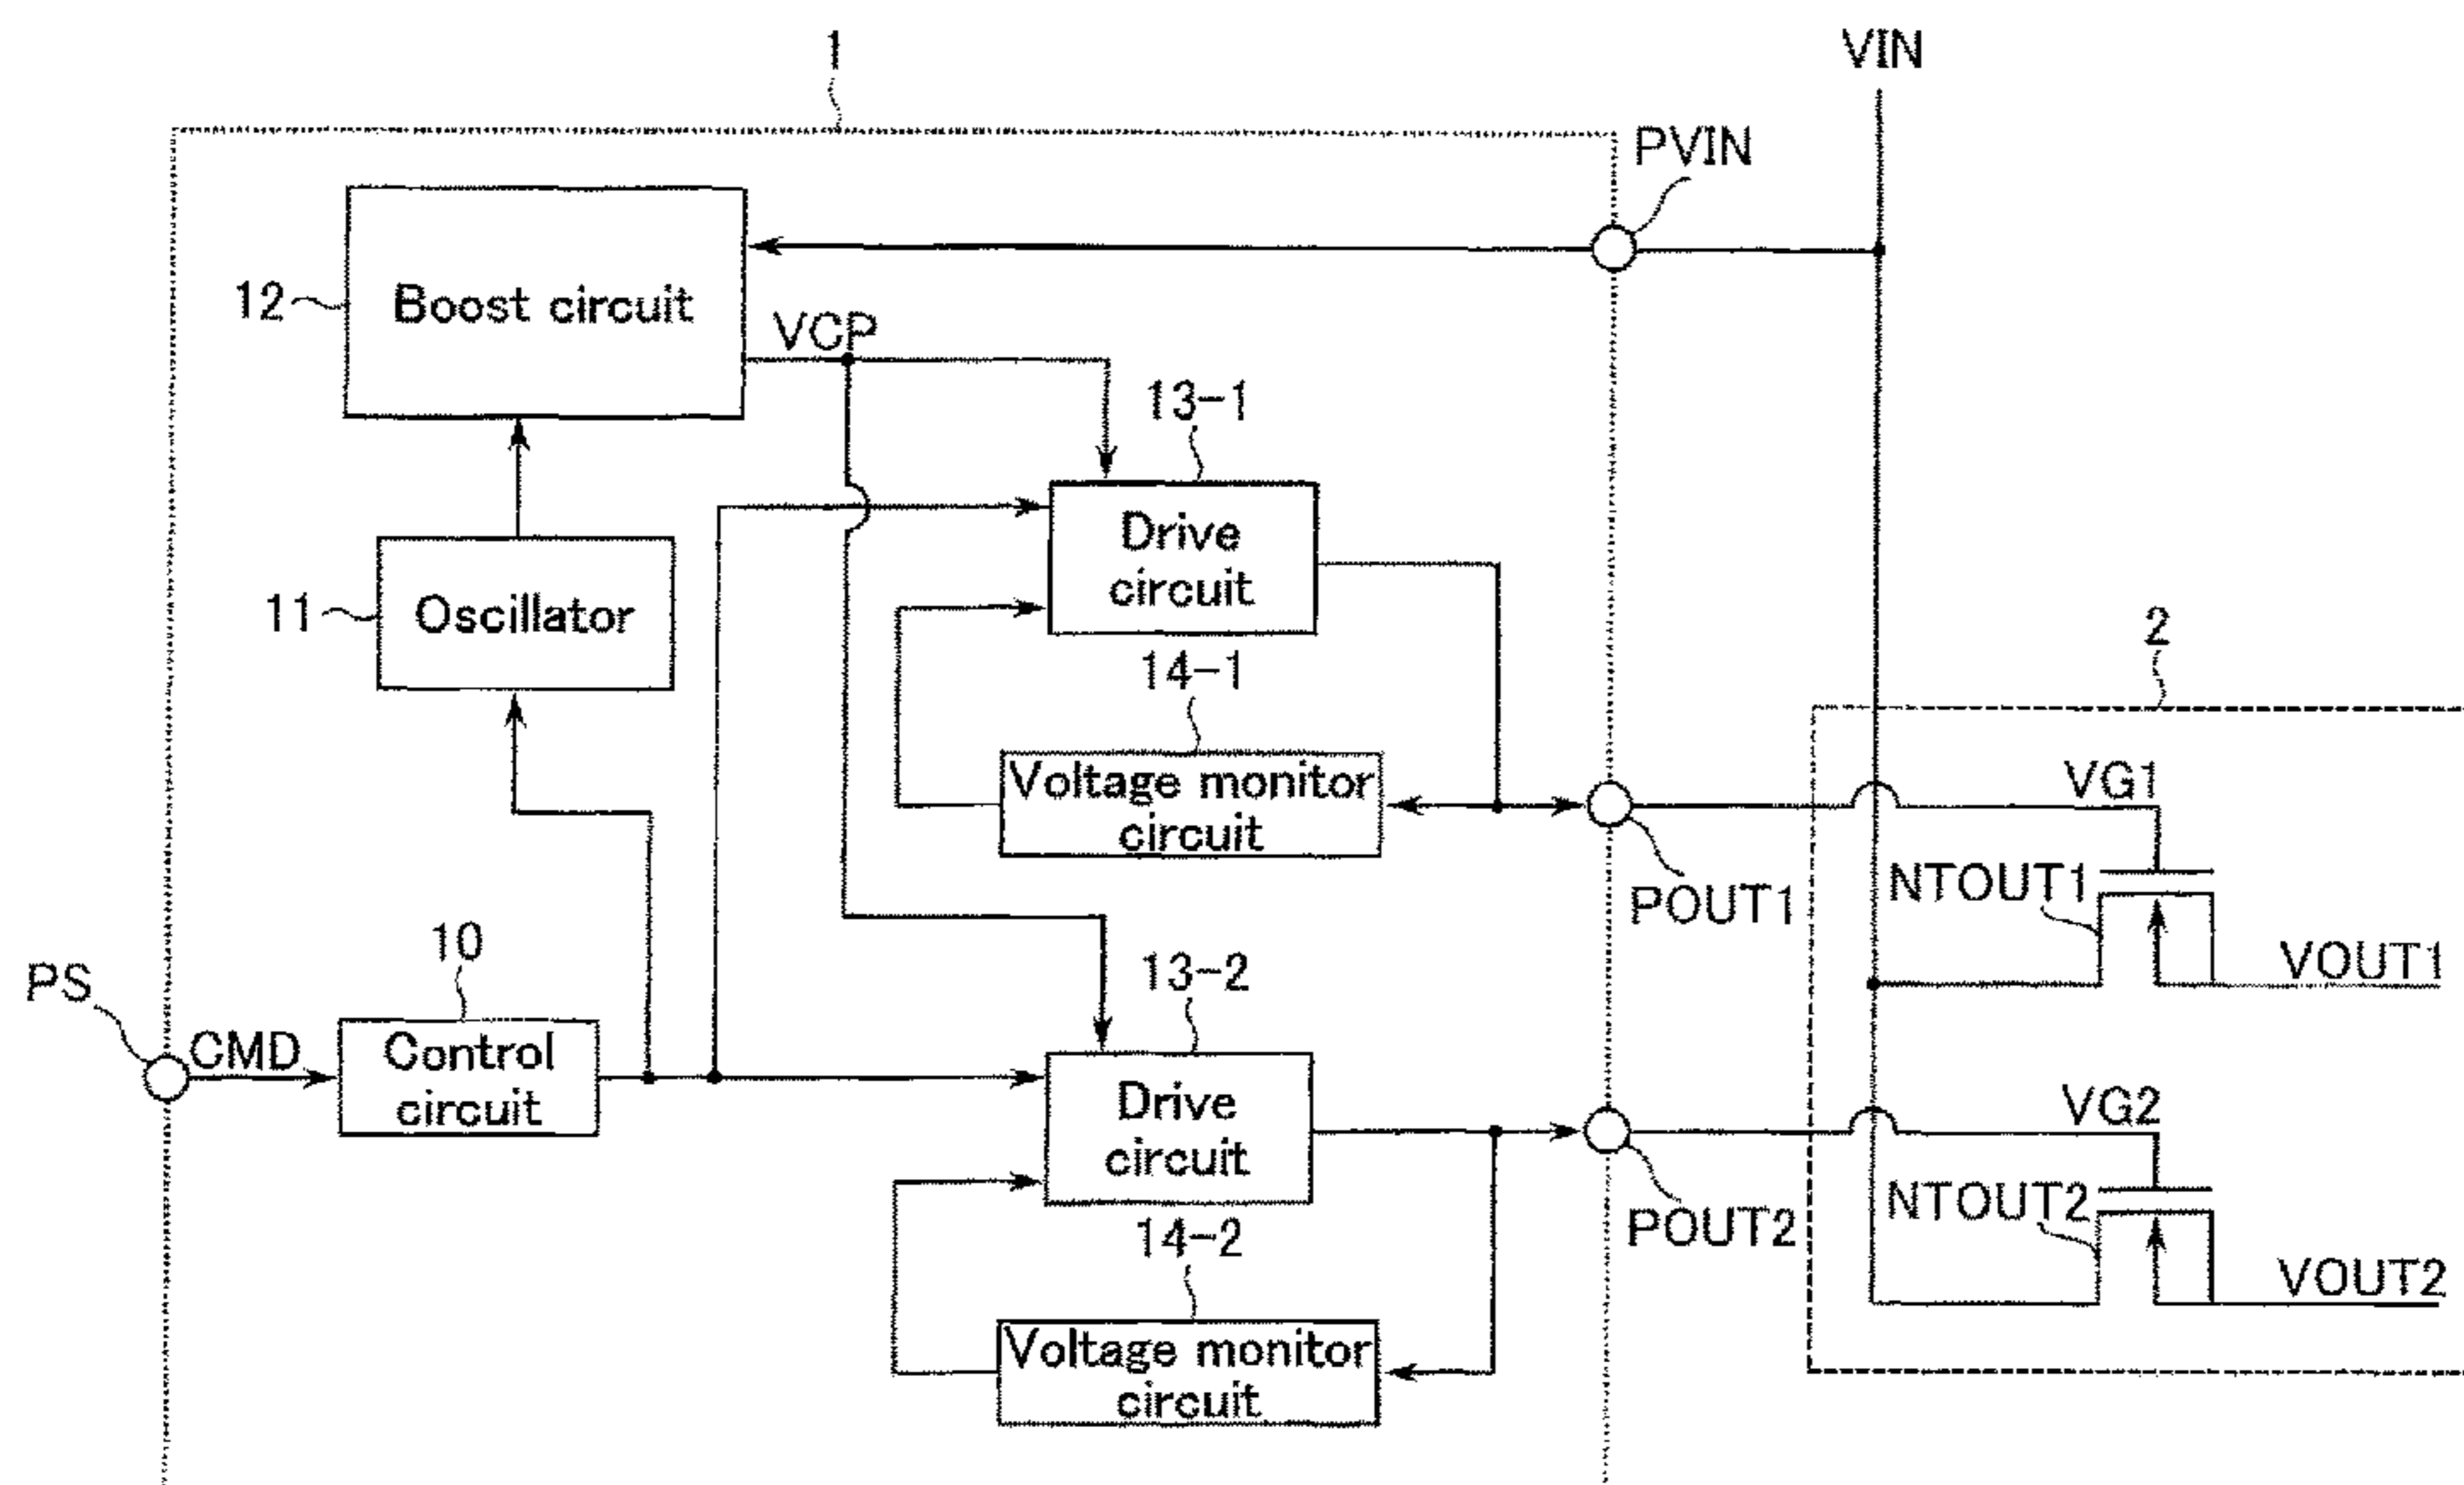 1
VIN
PVIN
12
Boost circuit
VCP
13-1
Drive
circuit
11
Oscillator
14-1
2
Voltage monitor
circuit
VG1
POUT1
NTOUT1
VOUT1
10
13-2
PS
CMD
Control
circuit
Drive
circuit
VG2
POUT2
NTOUT2
14-2
VOUT2
Voltage monitor
circuit